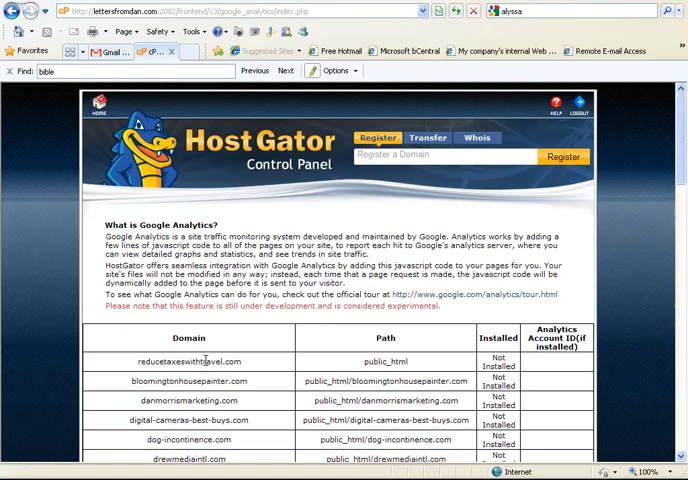 http://lettersfromdan.com:2082/frontend/x3/google_analytics/index.php
alyssa
Page
Safety
Tools
Favorites
Gmail ...
cP...
Suggested Sites
Free Hotmail
Microsoft bCentral
My company's internal Web...
Remote E-mail Access
Find: bible
Previous
Next
Options
HOME
HELP
LOGOUT
HostGator
Control Panel
Register
Transfer
Whois
Register a Domain
Register
What is Google Analytics?
Google Analytics is a site traffic monitoring system developed and maintained by Google. Analytics works by adding a
few lines of javascript code to all of the pages on your site, to report each hit to Google's analytics server, where you
can view detailed graphs and statistics, and see trends in site traffic.
HostGator offers seamless integration with Google Analytics by adding this javascript code to your pages for you. Your
site's files will not be modified in any way; instead, each time that a page request is made, the javascript code will be
dynamically added to the page before it is sent to your visitor.
To see what Google Analytics can do for you, check out the official tour at http://www.google.com/analytics/tour.html
Please note that this feature is still under development and is considered experimental.
Domain
Path
Installed
Analytics
Account ID(if
installed)
reducetaxeswithtravel.com
public_html
Not
Installed
bloomingtonhousepainter.com
public_html/bloomingtonhousepainter.com
Not
Installed
danmorrismarketing.com
public_html/danmorrismarketing.com
Not
Installed
digital-cameras-best-buys.com
public_html/digital-cameras-best-buys.com
Not
Installed
dog-incontinence.com
public_html/dog-incontinence.com
Not
Installed
drewmediaintl.com
public_html/drewmediaintl.com
Not
Internet
100%